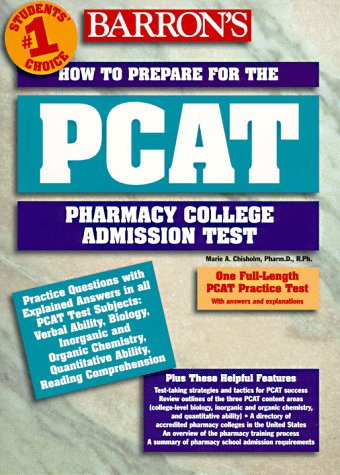 STUDENTS'
#1
CHOICE
BARRON'S
HOW TO PREPARE FOR THE
PCAT
PHARMACY COLLEGE
ADMISSION TEST
Marie A. Chisholm, Pharm.D., R.Ph.
One Full-Length
PCAT Practice Test
With answers and explanations
Practice Questions with
Explained Answers in all
PCAT Test Subjects:
Verbal Ability, Biology,
Inorganic and
Organic Chemistry,
Quantitative Ability,
Reading Comprehension
Plus These Helpful Features
Test-taking strategies and tactics for PCAT success
Review outlines of the three PCAT content areas
(college-level biology, inorganic and organic chemistry,
and quantitative ability) • A directory of
accredited pharmacy colleges in the United States
An overview of the pharmacy training process
A summary of pharmacy school admission requirements